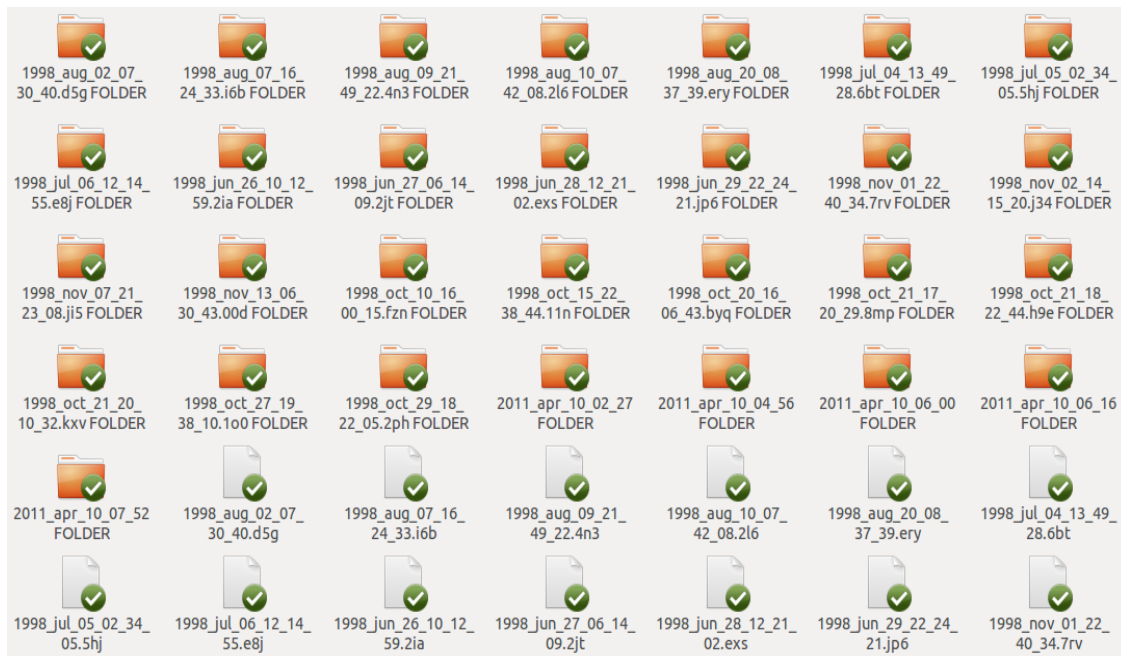 1998_aug_02_07_
30_40.d5g FOLDER
1998_aug_07_16_
24_33.i6b FOLDER
1998_aug_09_21_
49_22.4n3 FOLDER
1998_aug_10_07_
42_08.2l6 FOLDER
1998_aug_20_08_
37_39.ery FOLDER
1998_jul_04_13_49_
28.6bt FOLDER
1998_jul_05_02_34_
05.5hj FOLDER
1998_jul_06_12_14_
55.e8j FOLDER
1998_jun_26_10_12_
59.2ia FOLDER
1998_jun_27_06_14_
09.2jt FOLDER
1998_jun_28_12_21_
02.exs FOLDER
1998_jun_29_22_24_
21.jp6 FOLDER
1998_nov_01_22_
40_34.7rv FOLDER
1998_nov_02_14_
15_20.j34 FOLDER
1998_nov_07_21_
23_08.ji5 FOLDER
1998_nov_13_06_
30_43.00d FOLDER
1998_oct_10_16_
00_15.fzn FOLDER
1998_oct_15_22_
38_44.11n FOLDER
1998_oct_20_16_
06_43.byq FOLDER
1998_oct_21_17_
20_29.8mp FOLDER
1998_oct_21_18_
22_44.h9e FOLDER
1998_oct_21_20_
10_32.kxv FOLDER
1998_oct_27_19_
38_10.1o0 FOLDER
1998_oct_29_18_
22_05.2ph FOLDER
2011_apr_10_02_27
FOLDER
2011_apr_10_04_56
FOLDER
2011_apr_10_06_00
FOLDER
2011_apr_10_06_16
FOLDER
2011_apr_10_07_52
FOLDER
1998_aug_02_07_
30_40.d5g
1998_aug_07_16_
24_33.i6b
1998_aug_09_21_
49_22.4n3
1998_aug_10_07_
42_08.2l6
1998_aug_20_08_
37_39.ery
1998_jul_04_13_49_
28.6bt
1998_jul_05_02_34_
05.5hj
1998_jul_06_12_14_
55.e8j
1998_jun_26_10_12_
59.2ia
1998_jun_27_06_14_
09.2jt
1998_jun_28_12_21_
02.exs
1998_jun_29_22_24_
21.jp6
1998_nov_01_22_
40_34.7rv